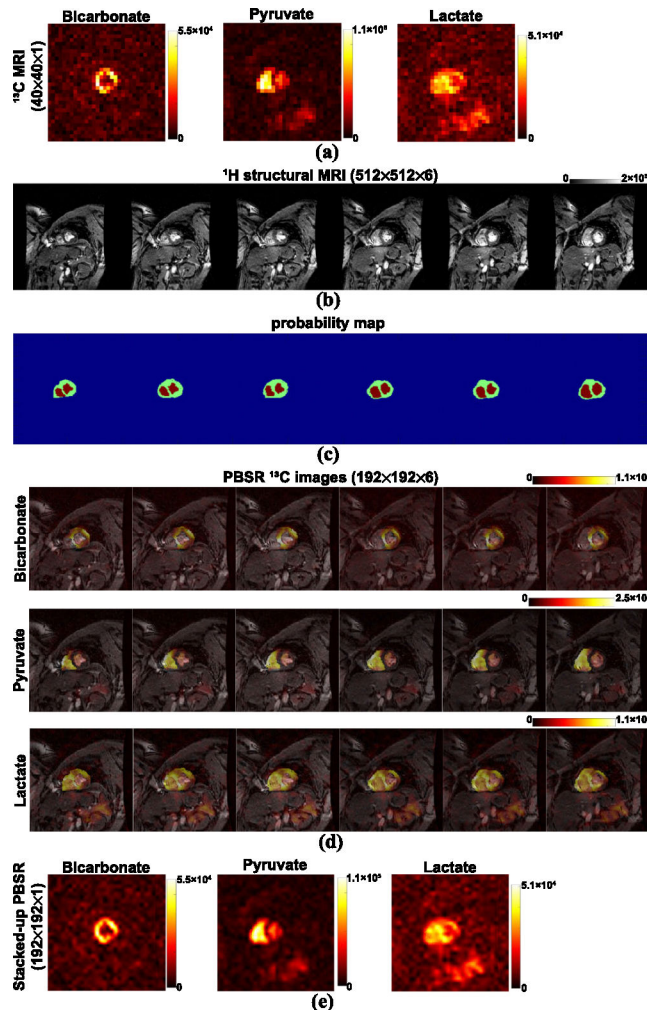 Bicarbonate Pyruvate Lactate
¹³C MRI
(40×40×1)
5.5×10⁴
0
1.1×10⁵
0
5.1×10⁴
0
(a)
¹H structural MRI (512×512×6)
0
(b)
probability map
(c)
PBSR ¹³C images (192×192×6)
0 1.1×10
Bicarbonate
0 2.5×10
Pyruvate
0 1.1×10
Lactate
(d)
Bicarbonate Pyruvate Lactate
Stacked-up PBSR
(192×192×1)
5.5×10⁴
0
1.1×10⁵
0
5.1×10⁴
0
(e)